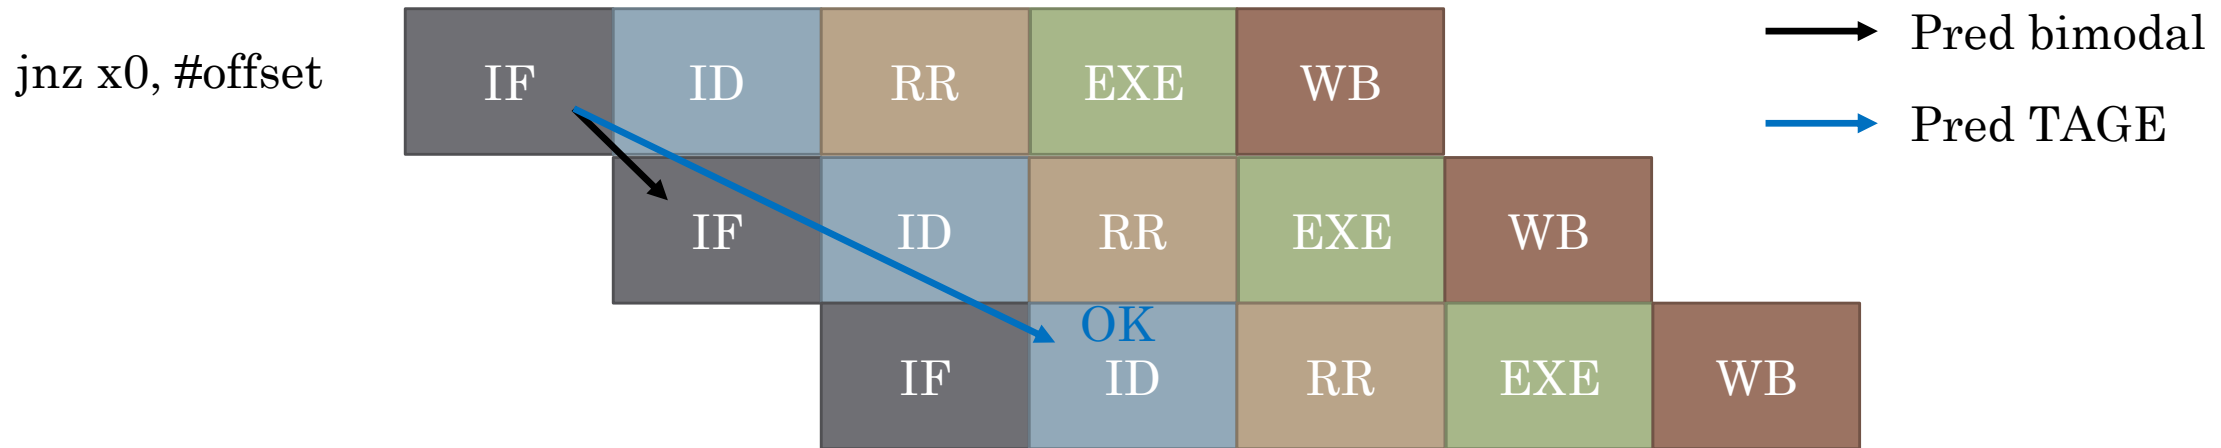 jnz x0, #offset
IF ID RR EXE WB
Pred bimodal
Pred TAGE
IF ID RR EXE WB
OK
IF ID RR EXE WB